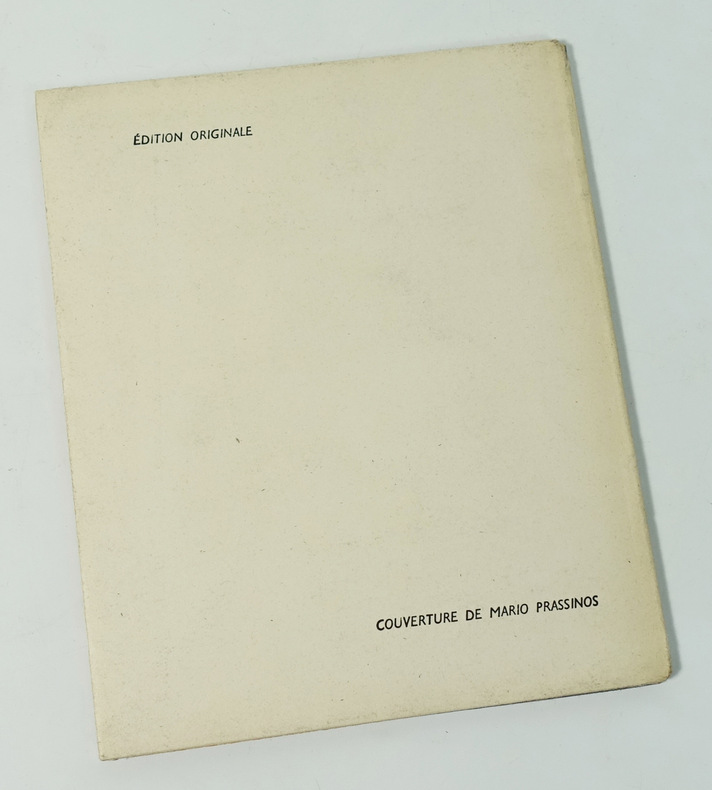 ÉDITION ORIGINALE
COUVERTURE DE MARIO PRASSINOS